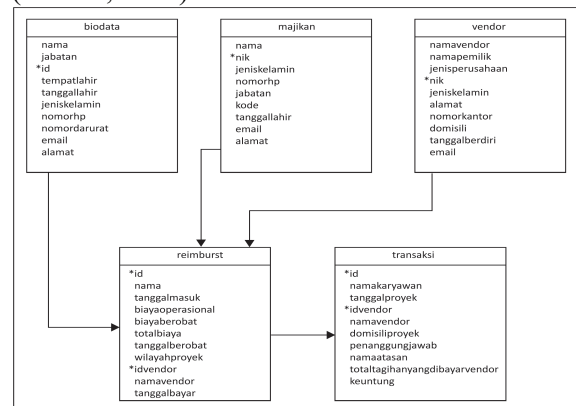 biodata
nama
jabatan
*id
tempatlahir
tanggallahir
jeniskelamin
nomorhp
nomordarurat
email
alamat
majikan
nama
*nik
jeniskelamin
nomorhp
jabatan
kode
tanggallahir
email
alamat
vendor
namavendor
namapemilik
jenisperusahaan
*nik
jeniskelamin
alamat
nomorkantor
domisili
tanggalberdiri
email
reimburst
*id
nama
tanggalmasuk
biayaoperasional
biayaberobat
totalbiaya
tanggalberobat
wilayahproyek
*idvendor
namavendor
tanggalbayar
transaksi
*id
namakaryawan
tanggalproyek
*idvendor
namavendor
domisiliproyek
penanggungjawab
namaatasan
totaltagihanyangdibayarvendor
keuntung